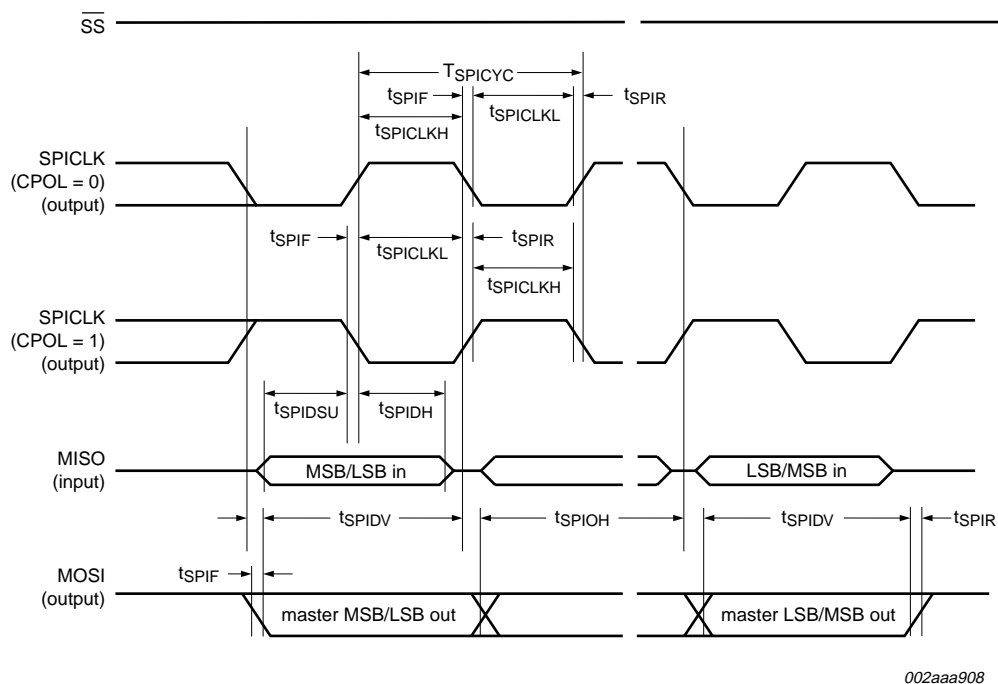 SS
TSPICYC
tSPIF
tSPIR
tSPICLKH
tSPICLKL
SPICLK
(CPOL = 0)
(output)
tSPIF
tSPICLKL
tSPIR
tSPICLKH
SPICLK
(CPOL = 1)
(output)
tSPIDSU
tSPIDH
MISO
(input)
MSB/LSB in
LSB/MSB in
tSPIDV
tSPIOH
tSPIDV
tSPIR
tSPIF
MOSI
(output)
master MSB/LSB out
master LSB/MSB out
002aaa908